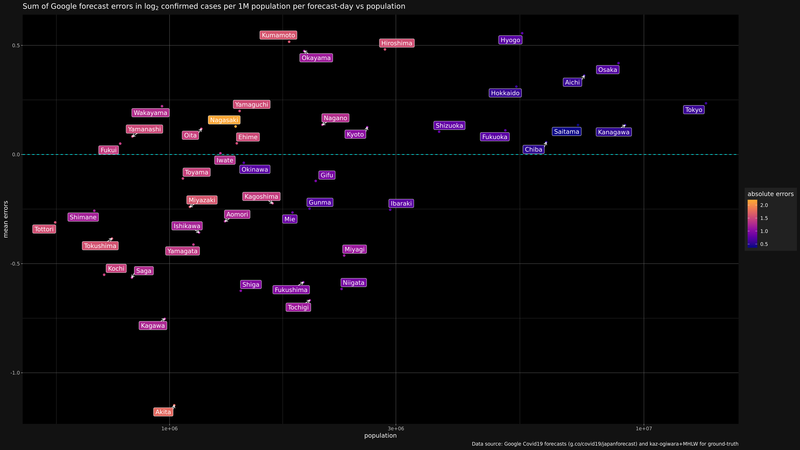 Sum of Google forecast errors in log2 confirmed cases per 1M population per forecast-day vs population
0.5
0.0
-0.5
-1.0
mean errors
Kumamoto
Hiroshima
Okayama
Hyogo
Osaka
Aichi
Hokkaido
Tokyo
Wakayama
Yamaguchi
Nagasaki
Yamanashi
Oita
Ehime
Nagano
Kyoto
Shizuoka
Fukuoka
Saitama
Kanagawa
Chiba
Fukui
Iwate
Okinawa
Toyama
Gifu
Miyazaki
Kagoshima
Gunma
Ibaraki
Shimane
Aomori
Mie
Tottori
Ishikawa
Tokushima
Yamagata
Miyagi
Kochi
Saga
Shiga
Fukushima
Niigata
Tochigi
Kagawa
Akita
absolute errors
2.0
1.5
1.0
0.5
1e+06
3e+06
1e+07
population
Data source: Google Covid19 forecasts (g.co/covid19/japanforecast) and kaz-ogiwara+MHLW for ground-truth